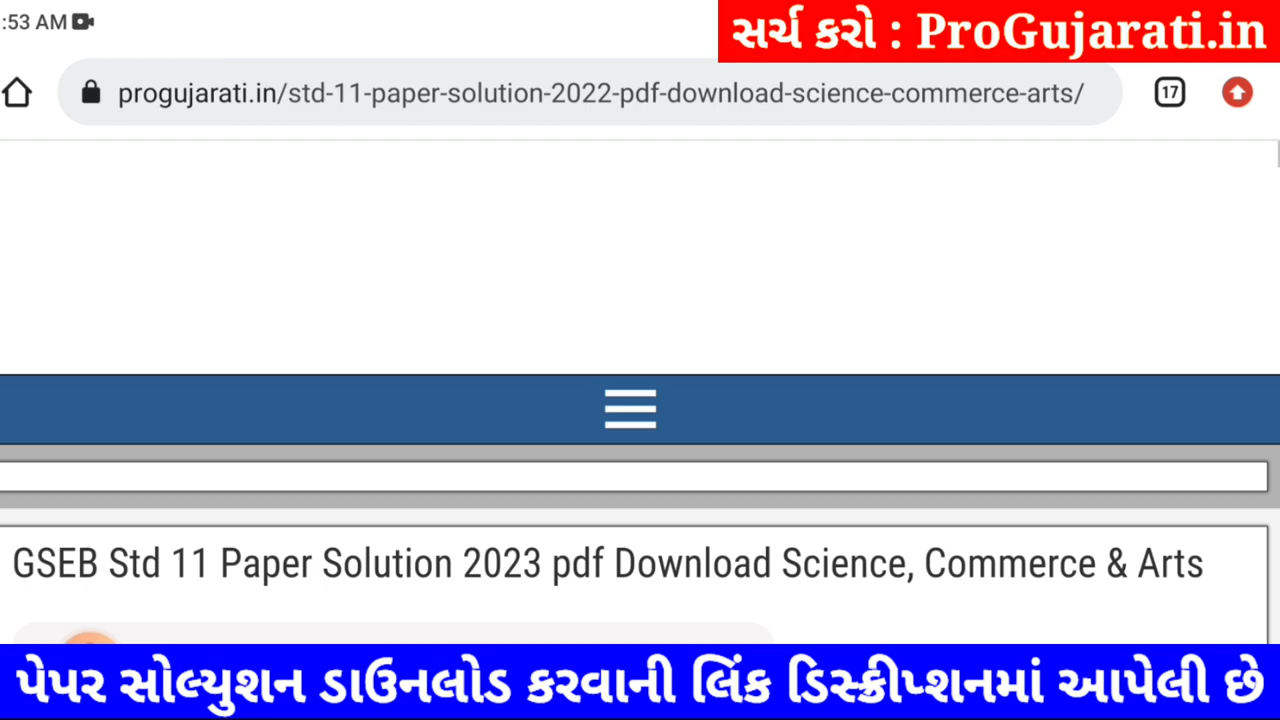 :53 AM
સર્ચ કરો : ProGujarati.in
progujarati.in/std-11-paper-solution-2022-pdf-download-science-commerce-arts/
17
GSEB Std 11 Paper Solution 2023 pdf Download Science, Commerce & Arts
પેપર સોલ્યુશન ડાઉનલોડ કરવાની લિંક ડિસ્ક્રીપ્શનમાં આપેલી છે